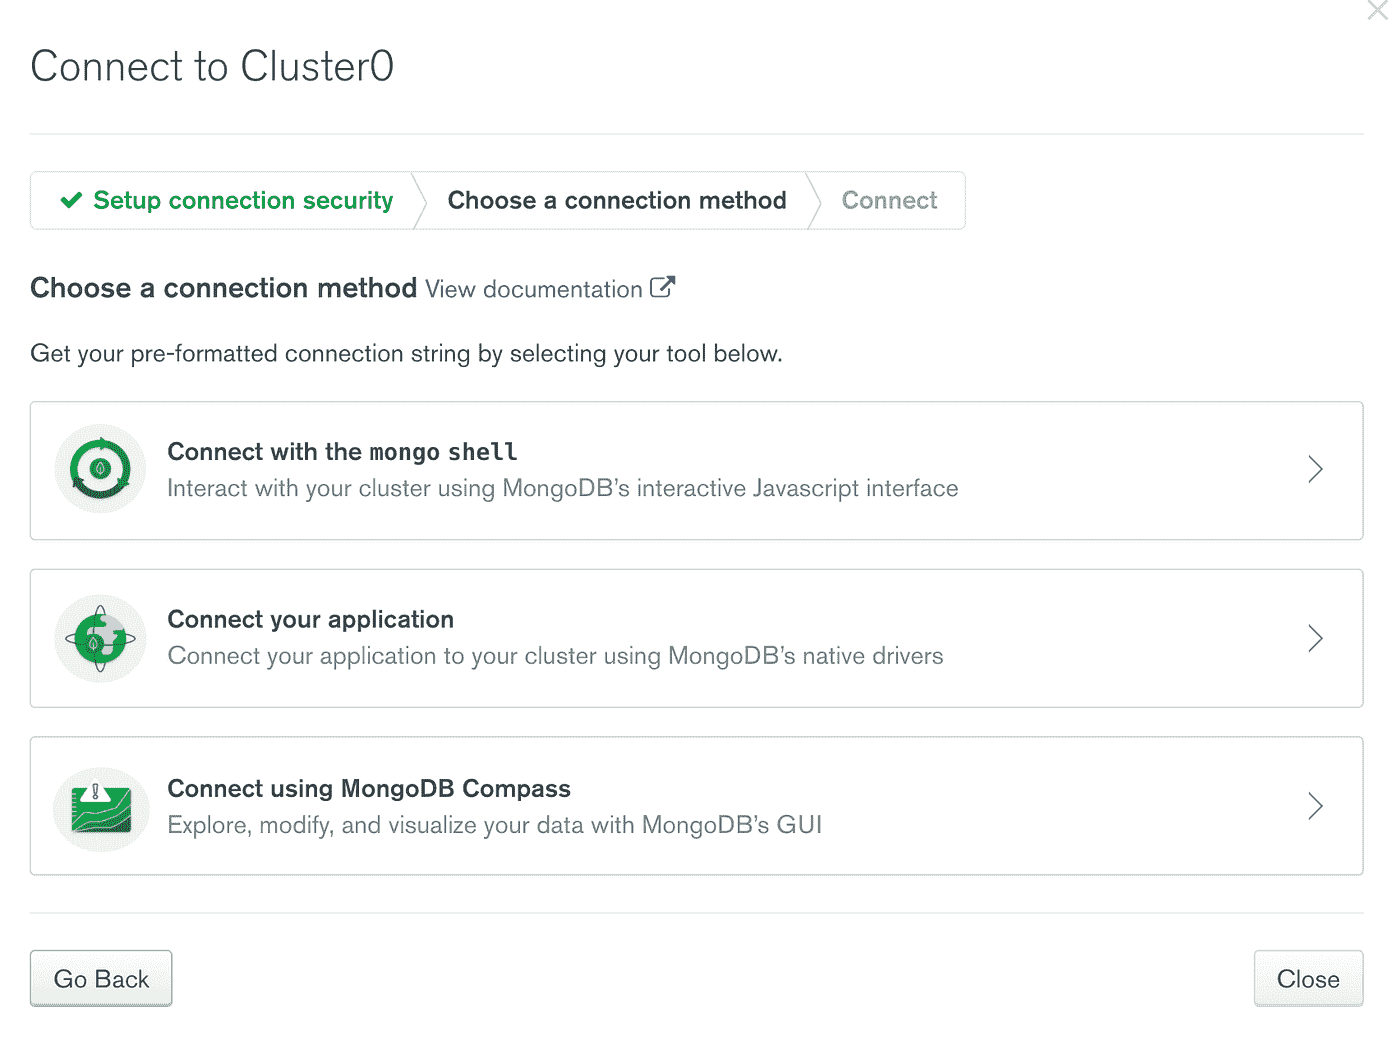 Connect to Cluster0
Setup connection security
Choose a connection method
Connect
Choose a connection method View documentation
Get your pre-formatted connection string by selecting your tool below.
Connect with the mongo shell
Interact with your cluster using MongoDB’s interactive Javascript interface
Connect your application
Connect your application to your cluster using MongoDB’s native drivers
Connect using MongoDB Compass
Explore, modify, and visualize your data with MongoDB’s GUI
Go Back
Close